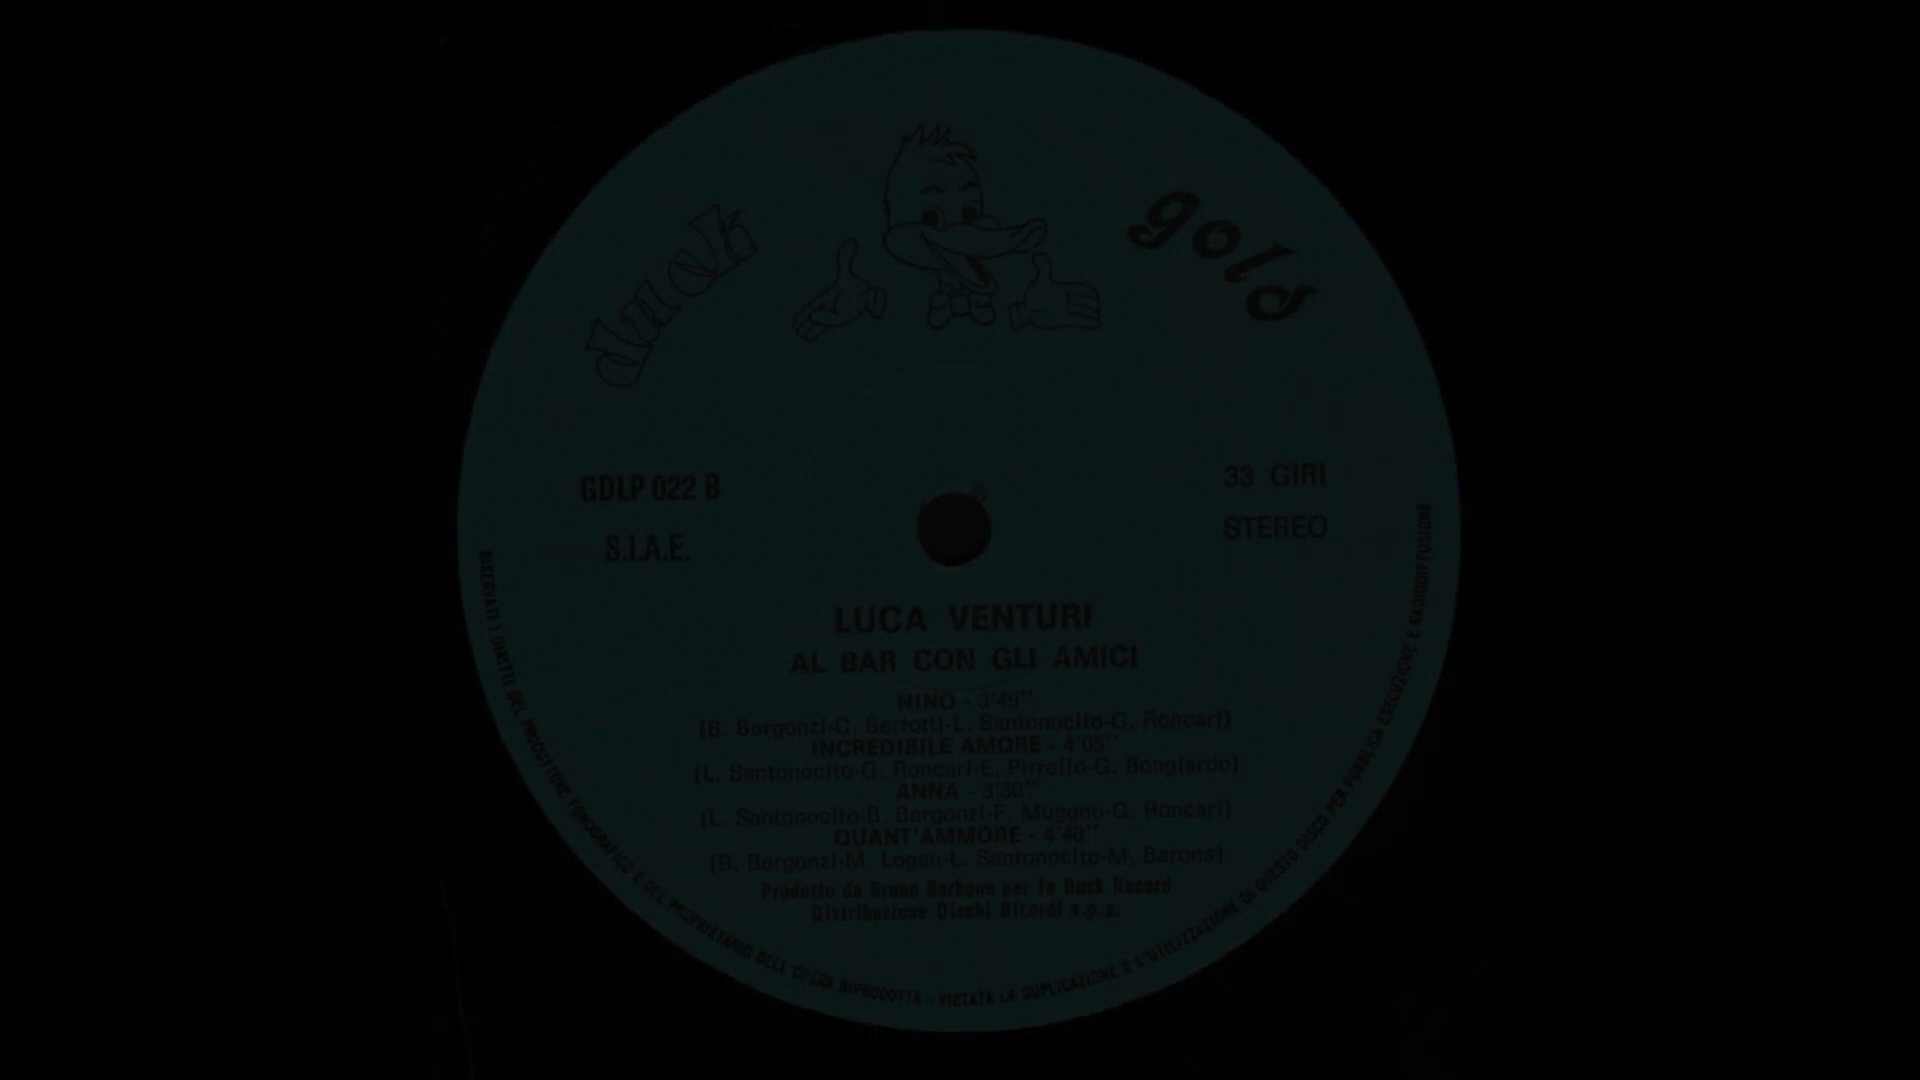 duck
gold
GDLP 022 B
33 GIRI
S.I.A.E.
STEREO
LUCA VENTURI
AL BAR CON GLI AMICI
NINO - 3'49''
(B. Bergonzi-C. Bertotti-L. Santonocito-G. Roncari)
INCREDIBILE AMORE - 4'05''
(L. Santonocito-G. Roncari-E. Pirrello-G. Bongiardo)
ANNA - 3'30''
(L. Santonocito-B. Bergonzi-F. Muggeo-G. Roncari)
QUANT'AMMORE - 4'40''
(B. Bergonzi-M. Logan-L. Santonocito-M. Barona)
Prodotto da Bruno Barbone per la Duck Record
Distribuzione Dischi Ricordi s.p.a.
RISERVATI I DIRITTI DEL PRODUTTORE FONOGRAFICO E DEL PROPRIETARIO DELL'OPERA RIPRODOTTA - VIETATA LA DUPLICAZIONE E L'UTILIZZAZIONE DI QUESTO DISCO PER PUBBLICA ESECUZIONE E RADIODIFFUSIONE